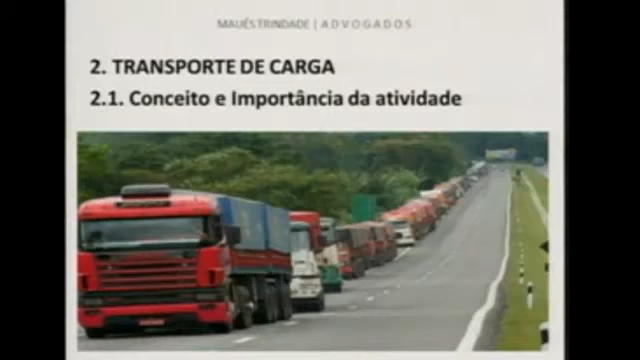 MAUÉS TRINDADE | ADVOGADOS
2. TRANSPORTE DE CARGA
2.1. Conceito e Importância da atividade